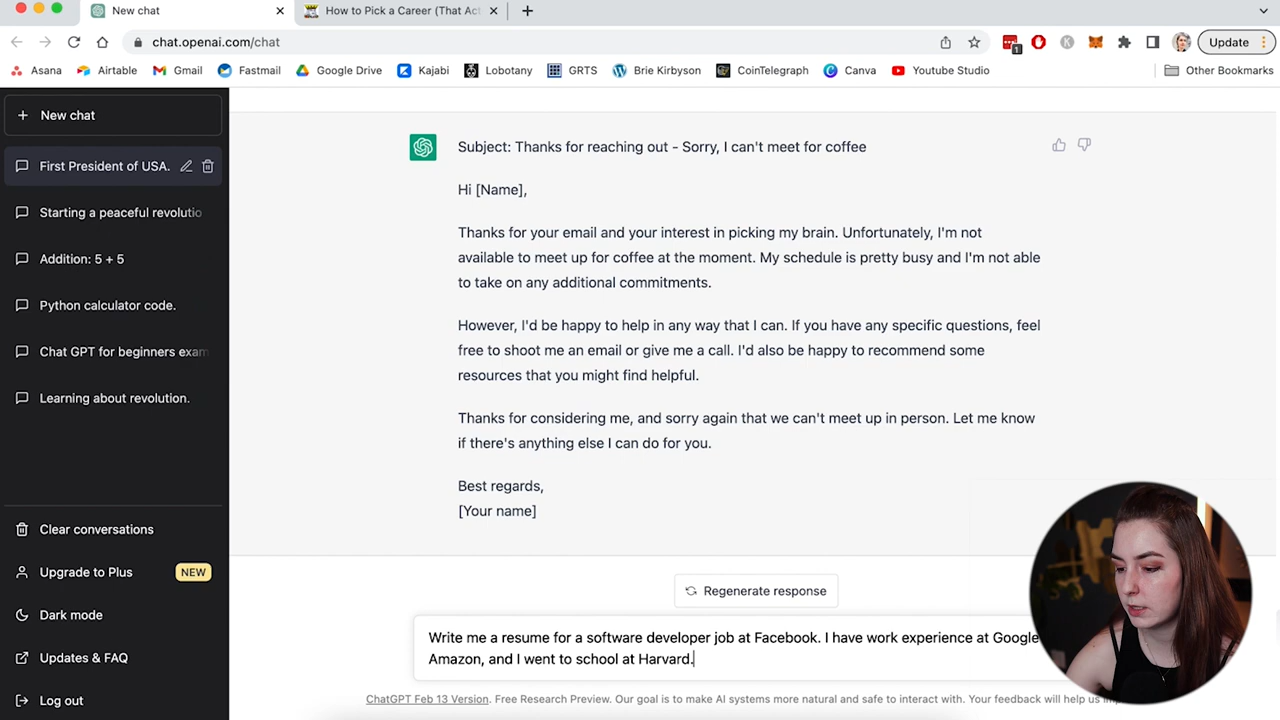 New chat
How to Pick a Career (That Act
chat.openai.com/chat
1
Update
Asana
Airtable
Gmail
Fastmail
Google Drive
Kajabi
Lobotany
GRTS
Brie Kirbyson
CoinTelegraph
Canva
Youtube Studio
Other Bookmarks
New chat
First President of USA.
Starting a peaceful revolutio
Addition: 5 + 5
Python calculator code.
Chat GPT for beginners exam
Learning about revolution.
Clear conversations
Upgrade to Plus
NEW
Dark mode
Updates & FAQ
Log out
Subject: Thanks for reaching out - Sorry, I can't meet for coffee
Hi [Name],
Thanks for your email and your interest in picking my brain. Unfortunately, I'm not
available to meet up for coffee at the moment. My schedule is pretty busy and I'm not able
to take on any additional commitments.
However, I'd be happy to help in any way that I can. If you have any specific questions, feel
free to shoot me an email or give me a call. I'd also be happy to recommend some
resources that you might find helpful.
Thanks for considering me, and sorry again that we can't meet up in person. Let me know
if there's anything else I can do for you.
Best regards,
[Your name]
Regenerate response
Write me a resume for a software developer job at Facebook. I have work experience at Google
Amazon, and I went to school at Harvard.
ChatGPT Feb 13 Version. Free Research Preview. Our goal is to make AI systems more natural and safe to interact with. Your feedback will help us